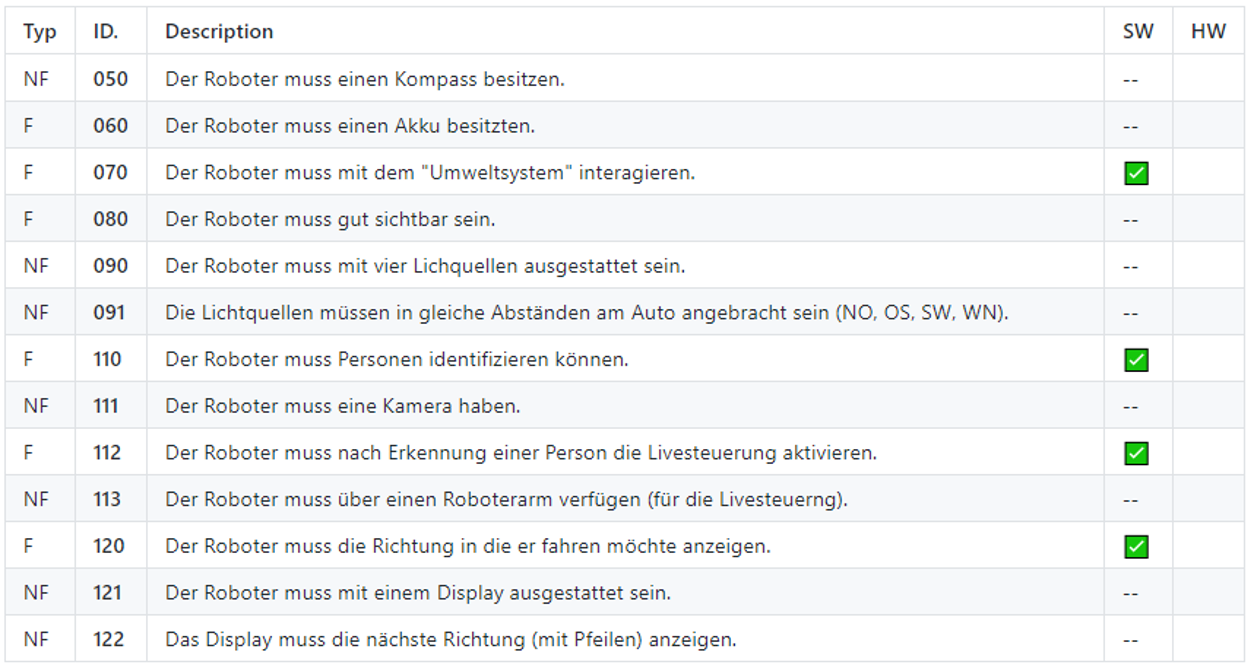 Typ ID. Description SW HW
NF 050 Der Roboter muss einen Kompass besitzen. --
F 060 Der Roboter muss einen Akku besitzten. --
F 070 Der Roboter muss mit dem "Umweltsystem" interagieren. ✅
F 080 Der Roboter muss gut sichtbar sein. --
NF 090 Der Roboter muss mit vier Lichquellen ausgestattet sein. --
NF 091 Die Lichtquellen müssen in gleiche Abständen am Auto angebracht sein (NO, OS, SW, WN). --
F 110 Der Roboter muss Personen identifizieren können. ✅
NF 111 Der Roboter muss eine Kamera haben. --
F 112 Der Roboter muss nach Erkennung einer Person die Livesteuerung aktivieren. ✅
NF 113 Der Roboter muss über einen Roboterarm verfügen (für die Livesteuerng). --
F 120 Der Roboter muss die Richtung in die er fahren möchte anzeigen. ✅
NF 121 Der Roboter muss mit einem Display ausgestattet sein. --
NF 122 Das Display muss die nächste Richtung (mit Pfeilen) anzeigen. --